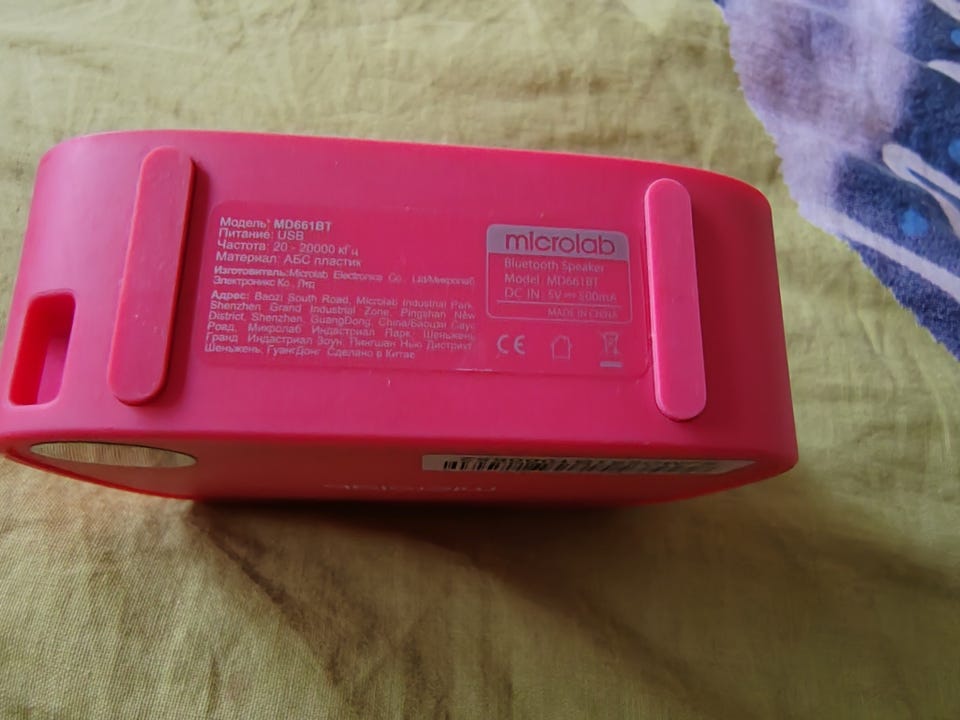 Модель: MD661BT
Питание: USB
Частота: 20 - 20000 кГц
Материал: АБС пластик
Изготовитель: Microlab Electronics Co., Ltd/Микролаб
Электроникс Ко., Лтд
Адрес: Baozi South Road, Microlab Industrial Park,
Shenzhen Grand Industrial Zone, Pingshan New
District, Shenzhen, GuangDong, China/Баоцзи Саус
Роад, Микролаб Индастриал Парк, Шеньжень
Гранд Индастриал Зоун, Пингшан Нью Дистрикт,
Шеньжень, ГуангДонг Сделано в Китае
microlab
Bluetooth Speaker
Model: MD661BT
DC IN: 5V⎓500mA
MADE IN CHINA
CE
microlab